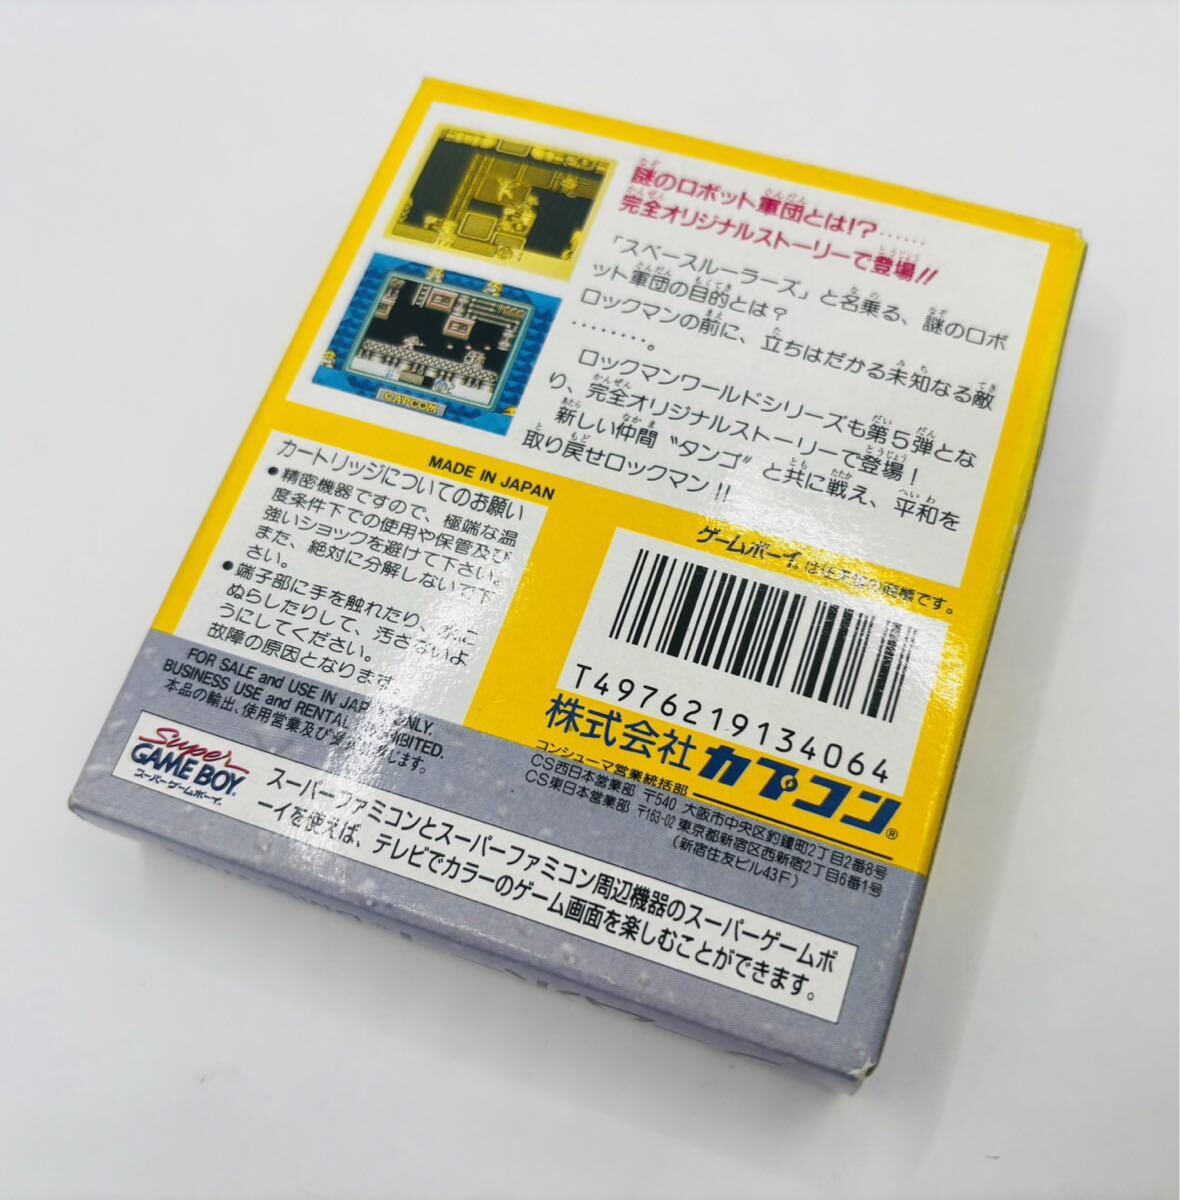 謎のロボット軍団とは!?……
完全オリジナルストーリーで登場!!
「スペースルーラーズ」と名乗る、謎のロボ
ット軍団の目的とは?
ロックマンの前に、立ちはだかる未知なる敵
………。
ロックマンワールドシリーズも第5弾とな
り、完全オリジナルストーリーで登場!
新しい仲間〝タンゴ〟と共に戦え、平和を
取り戻せロックマン!!
CAPCOM
MADE IN JAPAN
カートリッジについてのお願い
●精密機器ですので、極端な温
度条件下での使用や保管及び
強いショックを避けて下さい。
また、絶対に分解しないで下
さい。
●端子部に手を触れたり、水に
ぬらしたりして、汚さないよ
うにしてください。
故障の原因となります。
FOR SALE and USE IN JAPAN ONLY.
BUSINESS USE and RENTAL PROHIBITED.
本品の輸出、使用営業及び
じます。
ゲームボーイは任天堂の商標です。
T4976219134064
株式会社カプコン®
コンシューマ営業統括部
CS西日本営業部 〒540 大阪市中央区釣鐘町2丁目2番8号
CS東日本営業部 〒163-02 東京都新宿区西新宿2丁目6番1号
(新宿住友ビル43F)
Super
GAME BOY
スーパーゲームボーイ
スーパーファミコンとスーパーファミコン周辺機器のスーパーゲームボ
ーイを使えば、テレビでカラーのゲーム画面を楽しむことができます。